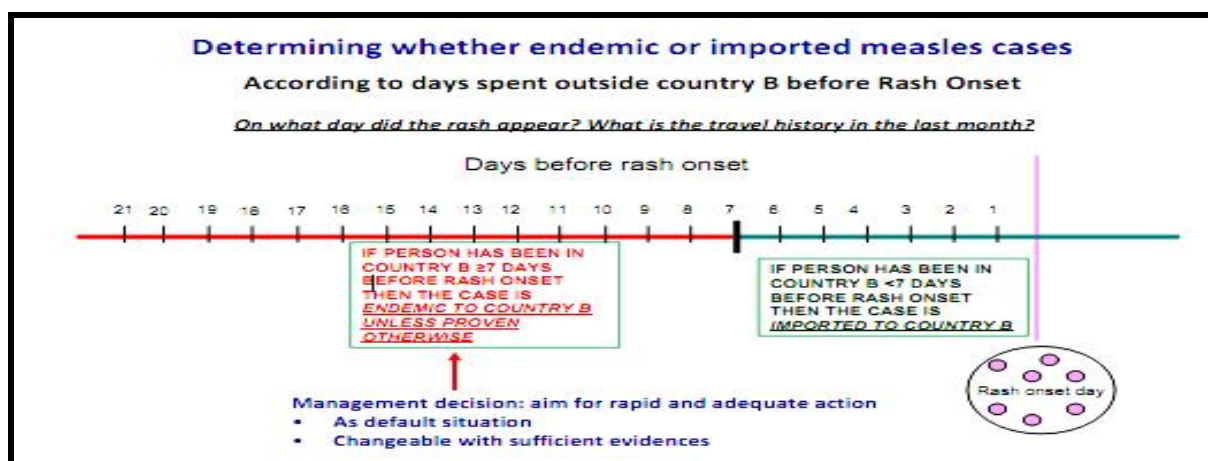 Determining whether endemic or imported measles cases
According to days spent outside country B before Rash Onset
On what day did the rash appear? What is the travel history in the last month?
Days before rash onset
21 20 19 18 17 16 15 14 13 12 11 10 9 8 7 6 5 4 3 2 1
IF PERSON HAS BEEN IN
COUNTRY B ≥7 DAYS
BEFORE RASH ONSET
THEN THE CASE IS
ENDEMIC TO COUNTRY B
UNLESS PROVEN
OTHERWISE
IF PERSON HAS BEEN IN
COUNTRY B <7 DAYS
BEFORE RASH ONSET
THEN THE CASE IS
IMPORTED TO COUNTRY B
Rash onset day
Management decision: aim for rapid and adequate action
• As default situation
• Changeable with sufficient evidences